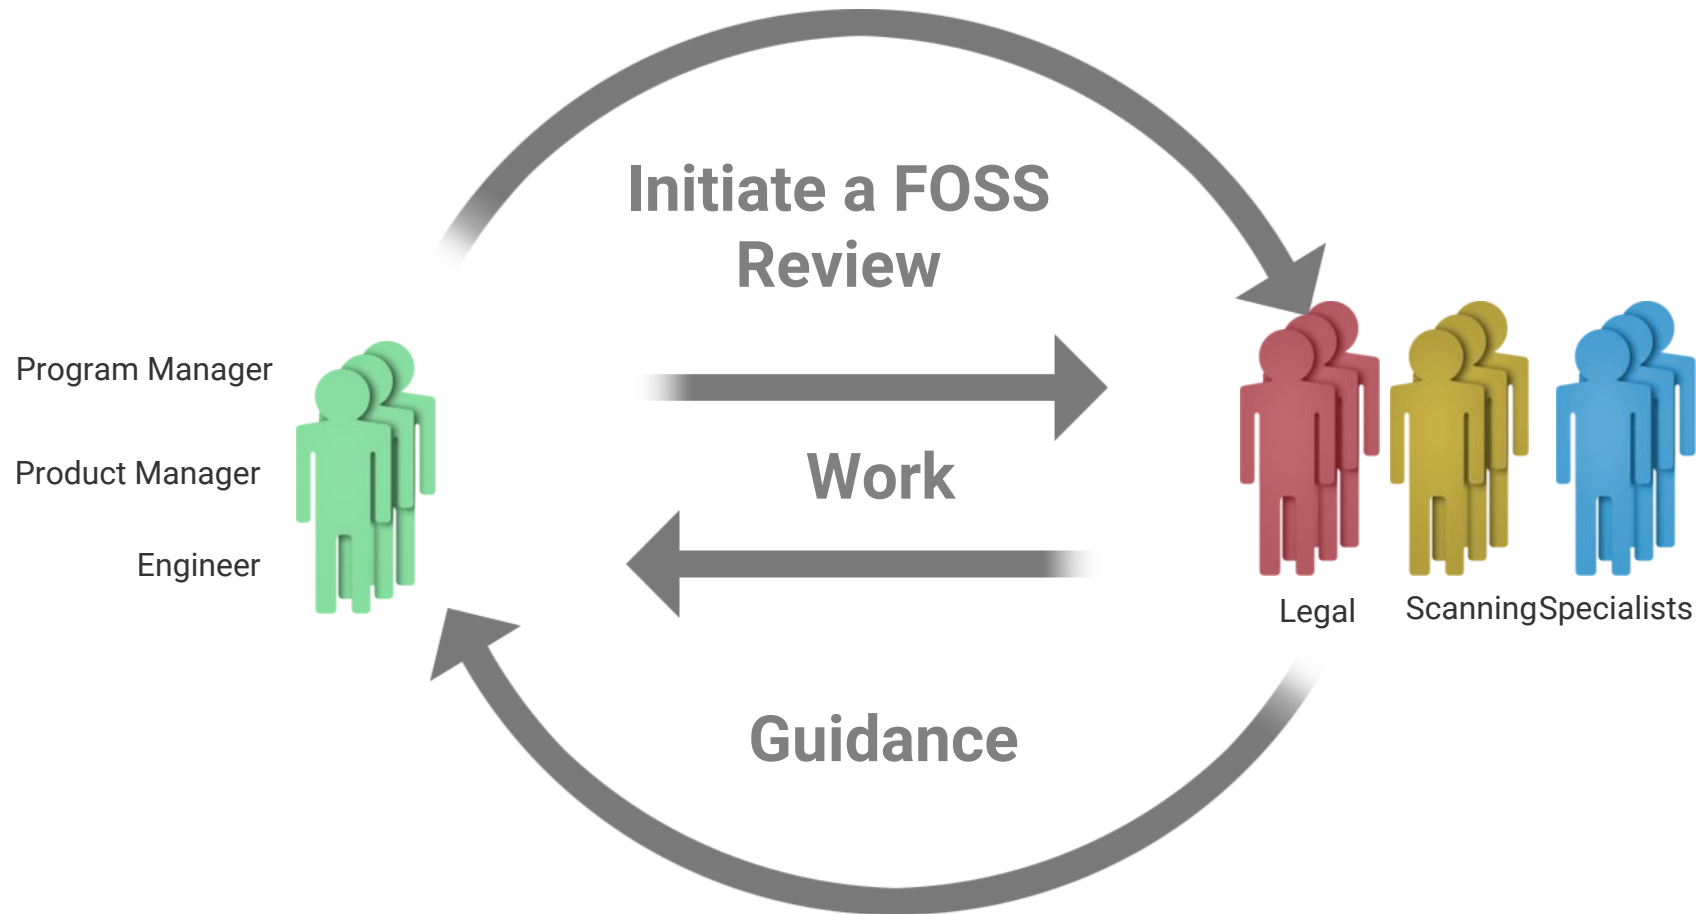 Initiate a FOSS
Review
Program Manager
Product Manager
Work
Engineer
Legal
Scanning
Specialists
Guidance